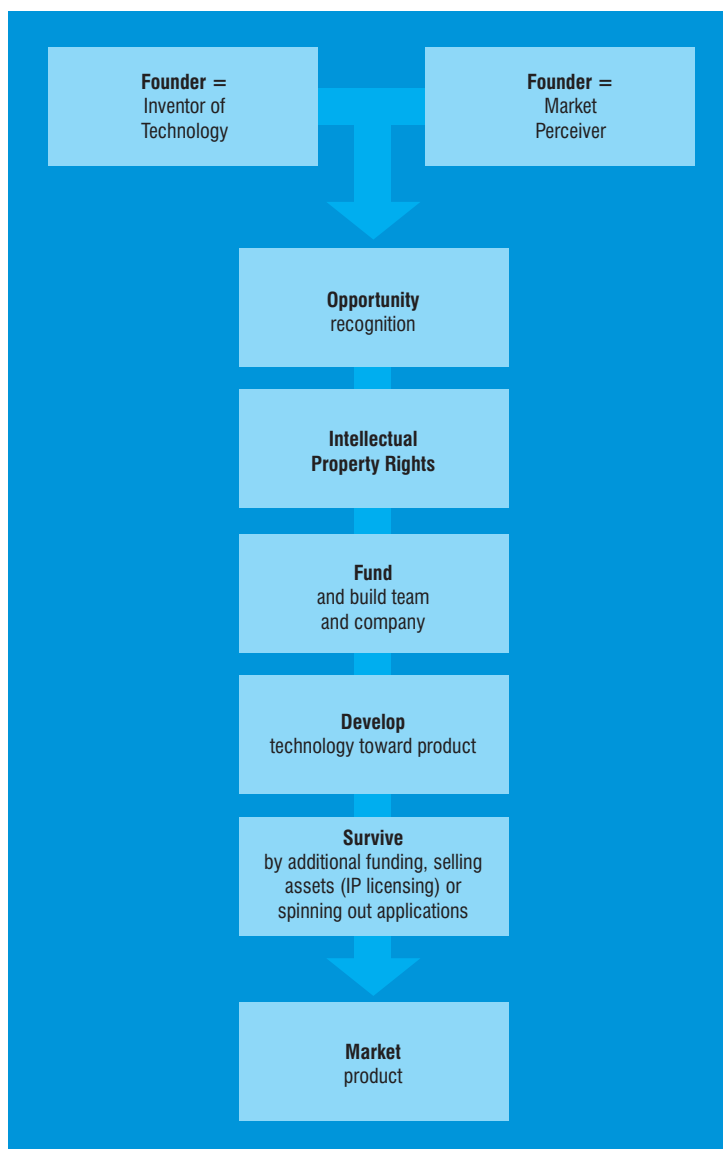 Founder =
Inventor of
Technology
Founder =
Market
Perceiver
Opportunity
recognition
Intellectual
Property Rights
Fund
and build team
and company
Develop
technology toward product
Survive
by additional funding, selling
assets (IP licensing) or
spinning out applications
Market
product